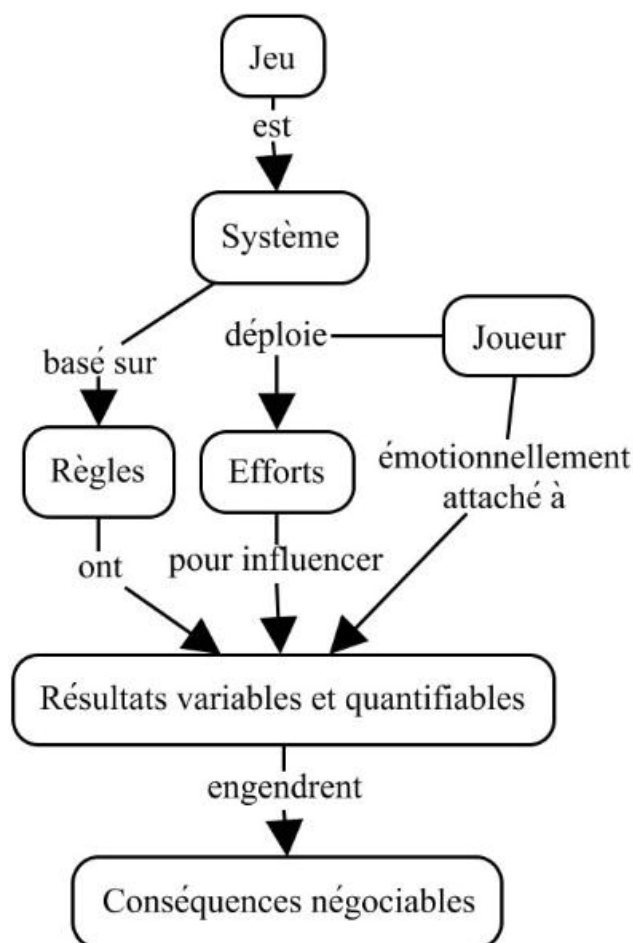 Jeu
est
Système
déploie
Joueur
basé sur
Règles
Efforts
émotionnellement
attaché à
ont
pour influencer
Résultats variables et quantifiables
engendrent
Conséquences négociables